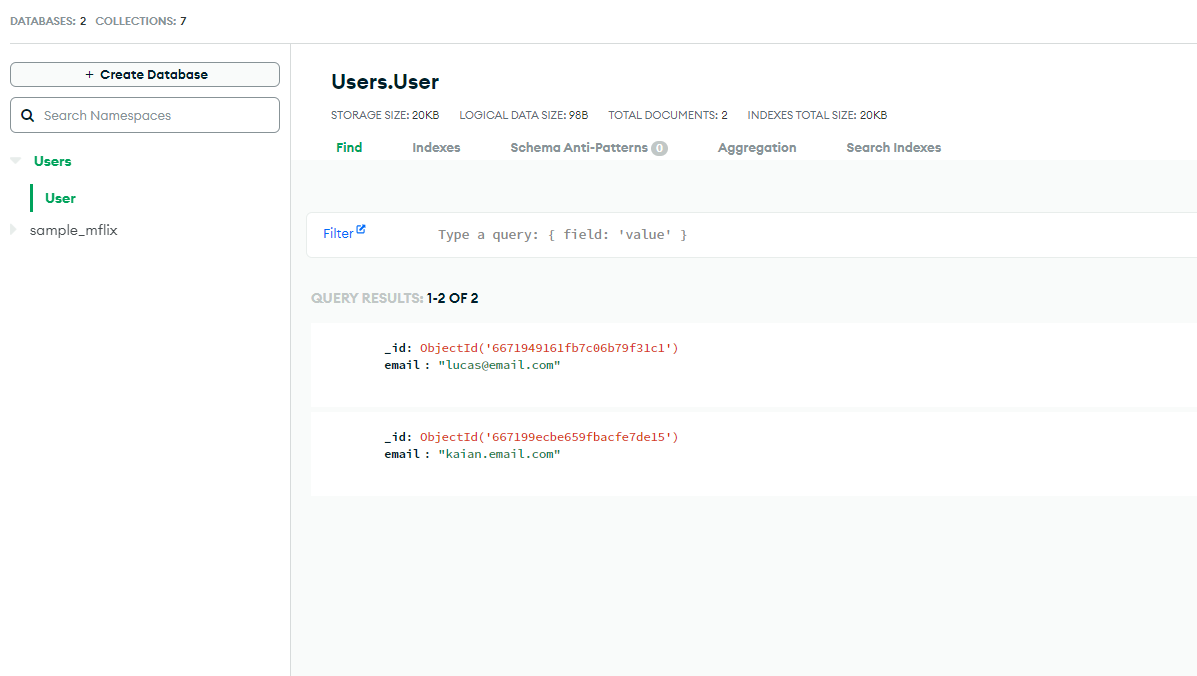 DATABASES: 2 COLLECTIONS: 7
+ Create Database
Search Namespaces
Users
User
sample_mflix
Users.User
STORAGE SIZE: 20KB LOGICAL DATA SIZE: 98B TOTAL DOCUMENTS: 2 INDEXES TOTAL SIZE: 20KB
Find Indexes Schema Anti-Patterns 0 Aggregation Search Indexes
Filter Type a query: { field: 'value' }
QUERY RESULTS: 1-2 OF 2
_id: ObjectId('6671949161fb7c06b79f31c1')
email : "lucas@email.com"
_id: ObjectId('667199ecbe659fbacfe7de15')
email : "kaian.email.com"